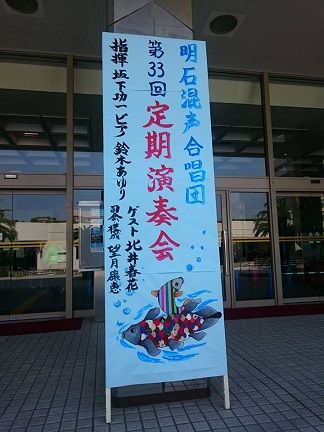 明石混声合唱団
第33回
定期演奏会
指揮 坂下功一 ピアノ 鈴木あゆり
ゲスト 北井春花
望月康恵